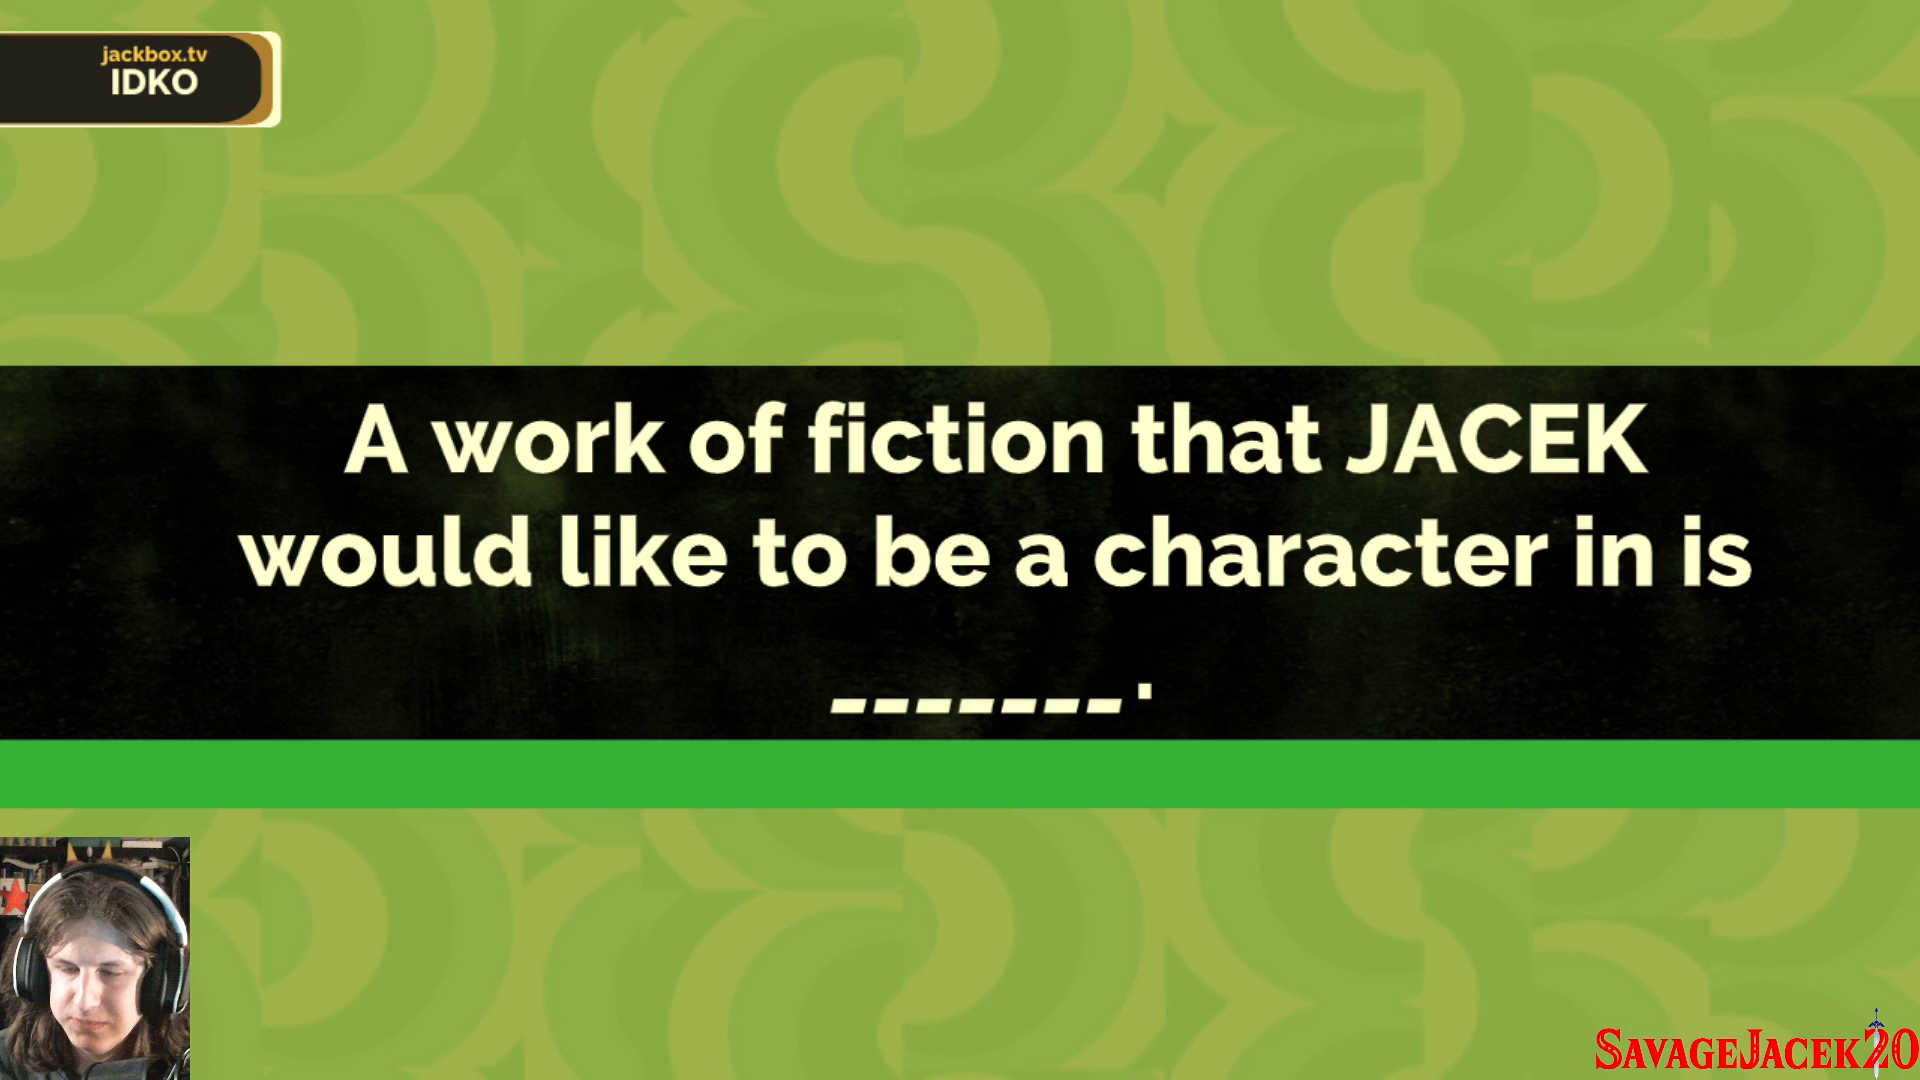 jackbox.tv
IDKO
A work of fiction that JACEK
would like to be a character in is
_______.
SAVAGEJACEK20